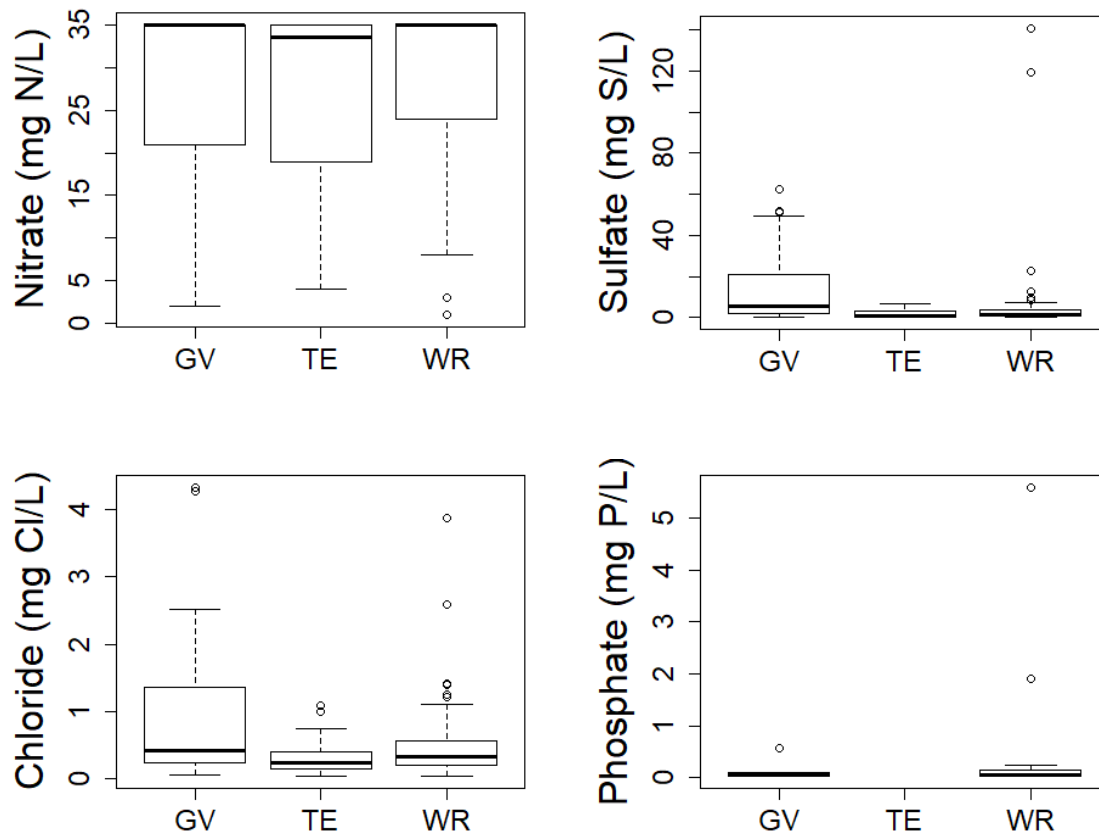 Nitrate (mg N/L)
35
25
15
5
0
GV TE WR
Sulfate (mg S/L)
120
80
40
0
GV TE WR
Chloride (mg Cl/L)
4
3
2
1
0
GV TE WR
Phosphate (mg P/L)
5
4
3
2
1
0
GV TE WR